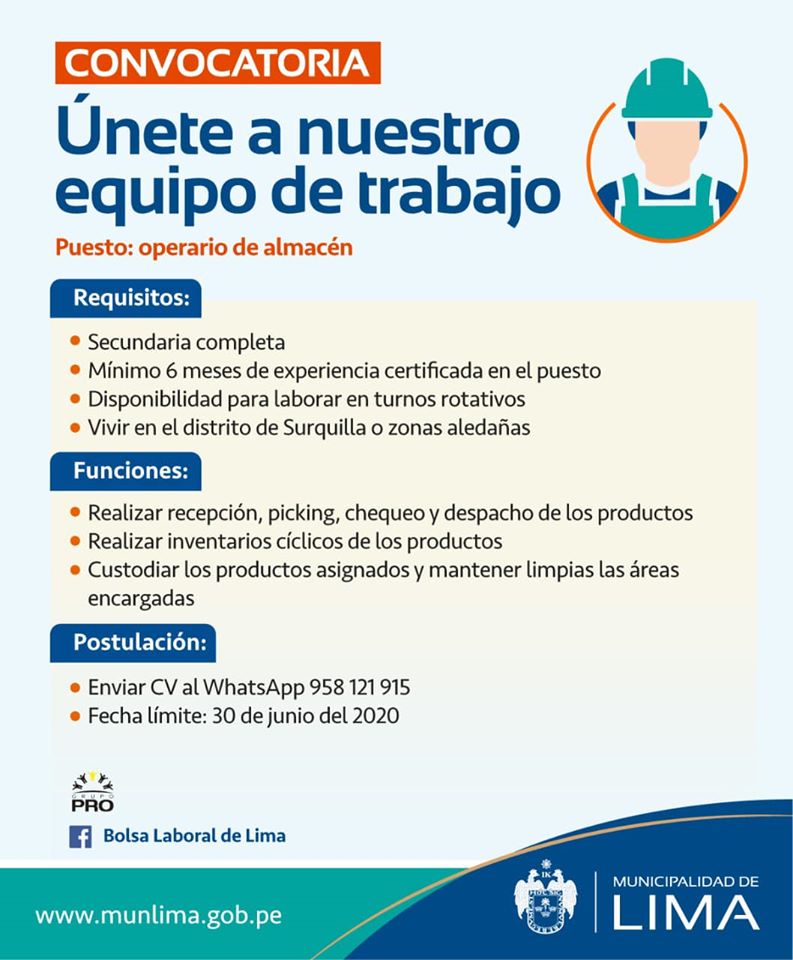 CONVOCATORIA
Únete a nuestro
equipo de trabajo
Puesto: operario de almacén
Requisitos:
• Secundaria completa
• Mínimo 6 meses de experiencia certificada en el puesto
• Disponibilidad para laborar en turnos rotativos
• Vivir en el distrito de Surquilla o zonas aledañas
Funciones:
• Realizar recepción, picking, chequeo y despacho de los productos
• Realizar inventarios cíclicos de los productos
• Custodiar los productos asignados y mantener limpias las áreas
encargadas
Postulación:
• Enviar CV al WhatsApp 958 121 915
• Fecha límite: 30 de junio del 2020
GRUPO
PRO
Bolsa Laboral de Lima
www.munlima.gob.pe
IK
MUNICIPALIDAD DE
LIMA